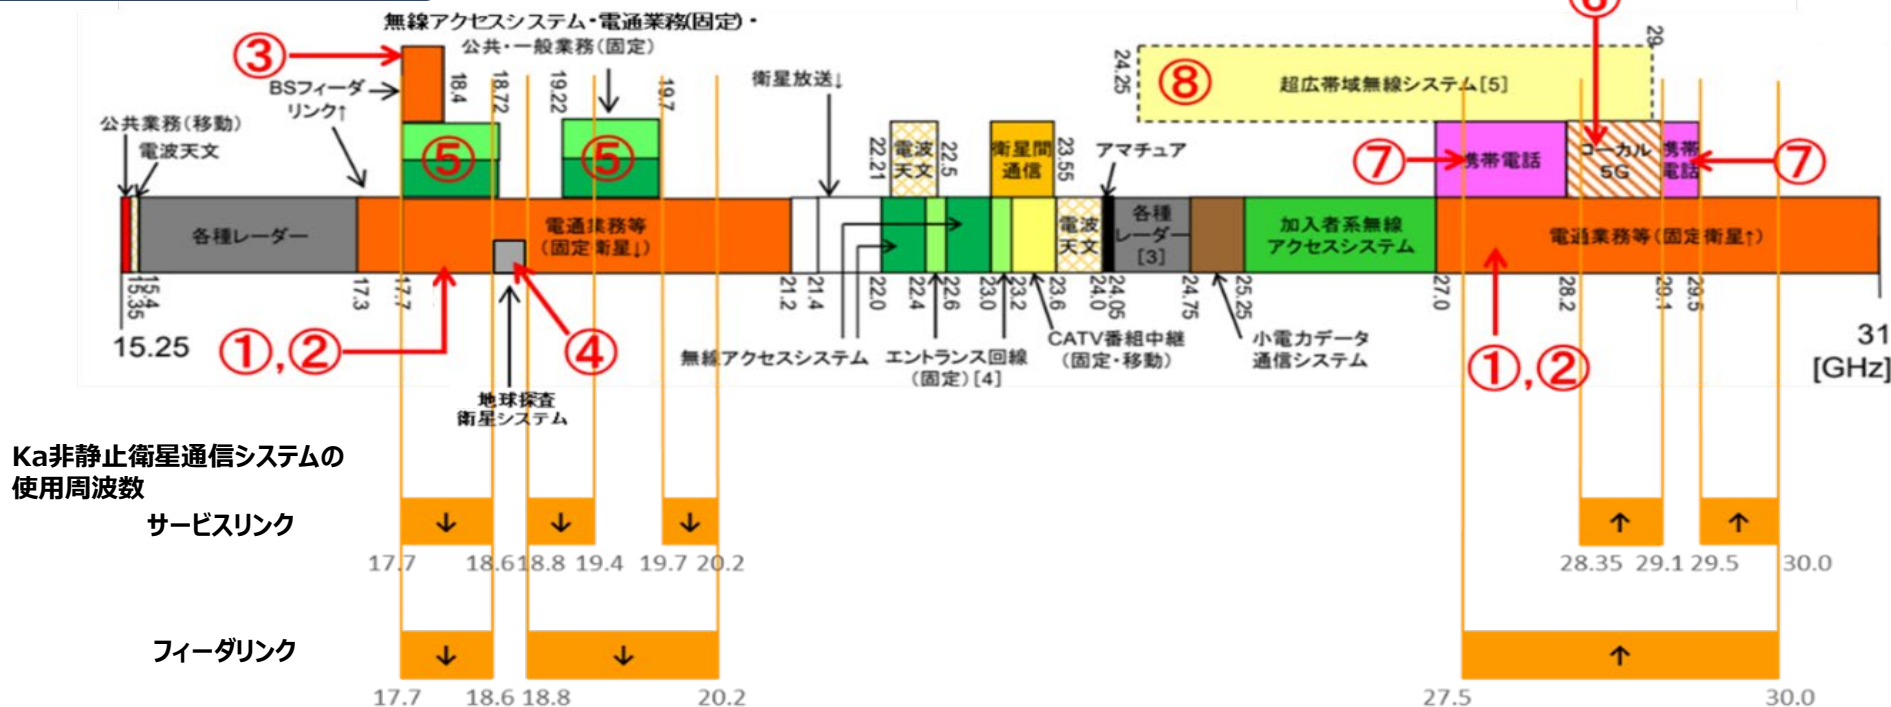 無線アクセスシステム・電通業務(固定)・
公共・一般業務(固定)
③
⑥
BSフィーダ
リンク↑
18.4
18.72
19.22
19.7
衛星放送↓
24.25
⑧
超広帯域無線システム[5]
29
公共業務(移動)
電波天文
⑤
⑤
22.21
電波
天文
22.5
衛星間
通信
23.55
アマチュア
⑦
携帯電話
ローカル
5G
携帯
電話
⑦
各種レーダー
電通業務等
(固定衛星↓)
電波
天文
各種
レーダー
[3]
加入者系無線
アクセスシステム
電通業務等(固定衛星↑)
15.35
15.4
17.3
17.7
21.2
21.4
22.0
22.4
22.6
23.0
23.2
23.6
24.0
24.05
24.75
25.25
27.0
28.2
29.1
29.5
15.25
①,②
④
地球探査
衛星システム
無線アクセスシステム
エントランス回線
(固定)[4]
CATV番組中継
(固定・移動)
小電力データ
通信システム
①,②
31
[GHz]
Ka非静止衛星通信システムの
使用周波数
サービスリンク
↓ ↓ ↓ ↑ ↑
17.7 18.6 18.8 19.4 19.7 20.2 28.35 29.1 29.5 30.0
フィーダリンク
↓ ↓ ↑
17.7 18.6 18.8 20.2 27.5 30.0